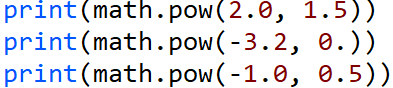 print(math.pow(2.0, 1.5))
print(math.pow(-3.2, 0.))
print(math.pow(-1.0, 0.5))